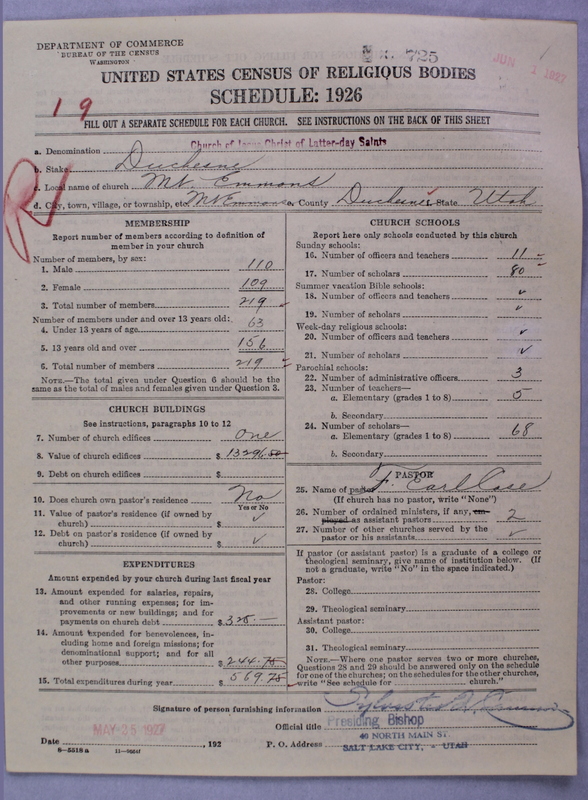 DEPARTMENT OF COMMERCE
BUREAU OF THE CENSUS
WASHINGTON
725
JUN 1 1927
UNITED STATES CENSUS OF RELIGIOUS BODIES
SCHEDULE: 1926
19
FILL OUT A SEPARATE SCHEDULE FOR EACH CHURCH. SEE INSTRUCTIONS ON THE BACK OF THIS SHEET
a. Denomination Church of Jesus Christ of Latter-day Saints
b. Stake Duchesne
c. Local name of church Mt. Emmons
d. City, town, village, or township, etc. Mt Emmons e. County Duchesne f. State Utah
MEMBERSHIP
Report number of members according to definition of
member in your church
Number of members, by sex:
1. Male 110
2. Female 109
3. Total number of members 219
Number of members under and over 13 years old:
4. Under 13 years of age 63
5. 13 years old and over 156
6. Total number of members 219
NOTE.—The total given under Question 6 should be the
same as the total of males and females given under Question 3.
CHURCH BUILDINGS
See instructions, paragraphs 10 to 12
7. Number of church edifices One
8. Value of church edifices $ 13296.50
9. Debt on church edifices $
10. Does church own pastor's residence No
Yes or No
11. Value of pastor's residence (if owned by
church) $ ✓
12. Debt on pastor's residence (if owned by
church) $ ✓
EXPENDITURES
Amount expended by your church during last fiscal year
13. Amount expended for salaries, repairs,
and other running expenses; for im-
provements or new buildings; and for
payments on church debt $ 325.—
14. Amount expended for benevolences, in-
cluding home and foreign missions; for
denominational support; and for all
other purposes $ 244.75
15. Total expenditures during year $ 569.75
CHURCH SCHOOLS
Report here only schools conducted by this church
Sunday schools:
16. Number of officers and teachers 11
17. Number of scholars 80
Summer vacation Bible schools:
18. Number of officers and teachers ✓
19. Number of scholars ✓
Week-day religious schools:
20. Number of officers and teachers ✓
21. Number of scholars ✓
Parochial schools:
22. Number of administrative officers 3
23. Number of teachers—
a. Elementary (grades 1 to 8) 5
b. Secondary
24. Number of scholars—
a. Elementary (grades 1 to 8) 68
b. Secondary
PASTOR
25. Name of pastor F. Earl Case
(If church has no pastor, write "None")
26. Number of ordained ministers, if any, em-
ployed as assistant pastors 2
27. Number of other churches served by the
pastor or his assistants ✓
If pastor (or assistant pastor) is a graduate of a college or
theological seminary, give name of institution below. (If
not a graduate, write "No" in the space indicated.)
Pastor:
28. College
29. Theological seminary
Assistant pastor:
30. College
31. Theological seminary
NOTE.—Where one pastor serves two or more churches,
Questions 28 and 29 should be answered only on the schedule
for one of the churches; on the schedules for the other churches,
write "See schedule for church."
Signature of person furnishing information Sylvester Q. Cannon
Official title Presiding Bishop
Date MAY 25 1927, 192 P. O. Address 40 NORTH MAIN ST.
SALT LAKE CITY, - UTAH
8—5518a